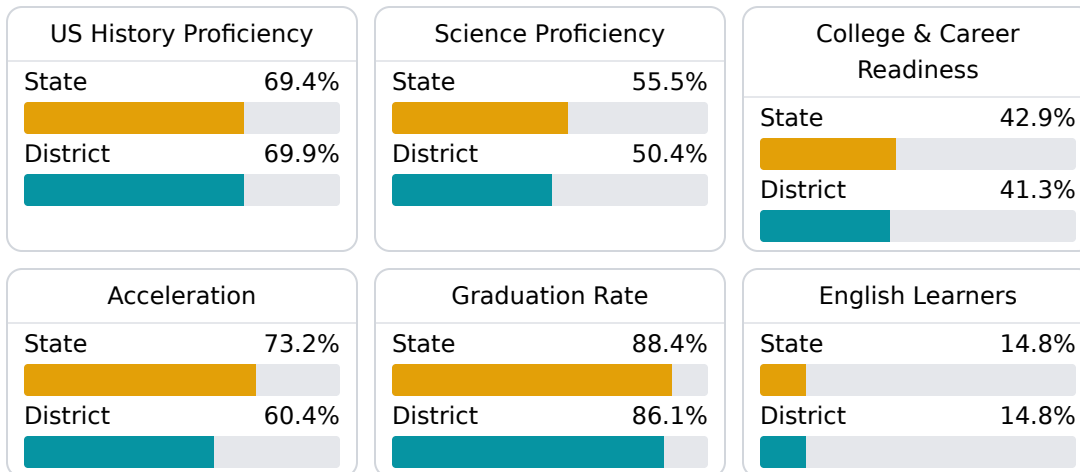 US History Proficiency
State 69.4%
District 69.9%
Science Proficiency
State 55.5%
District 50.4%
College & Career
Readiness
State 42.9%
District 41.3%
Acceleration
State 73.2%
District 60.4%
Graduation Rate
State 88.4%
District 86.1%
English Learners
State 14.8%
District 14.8%